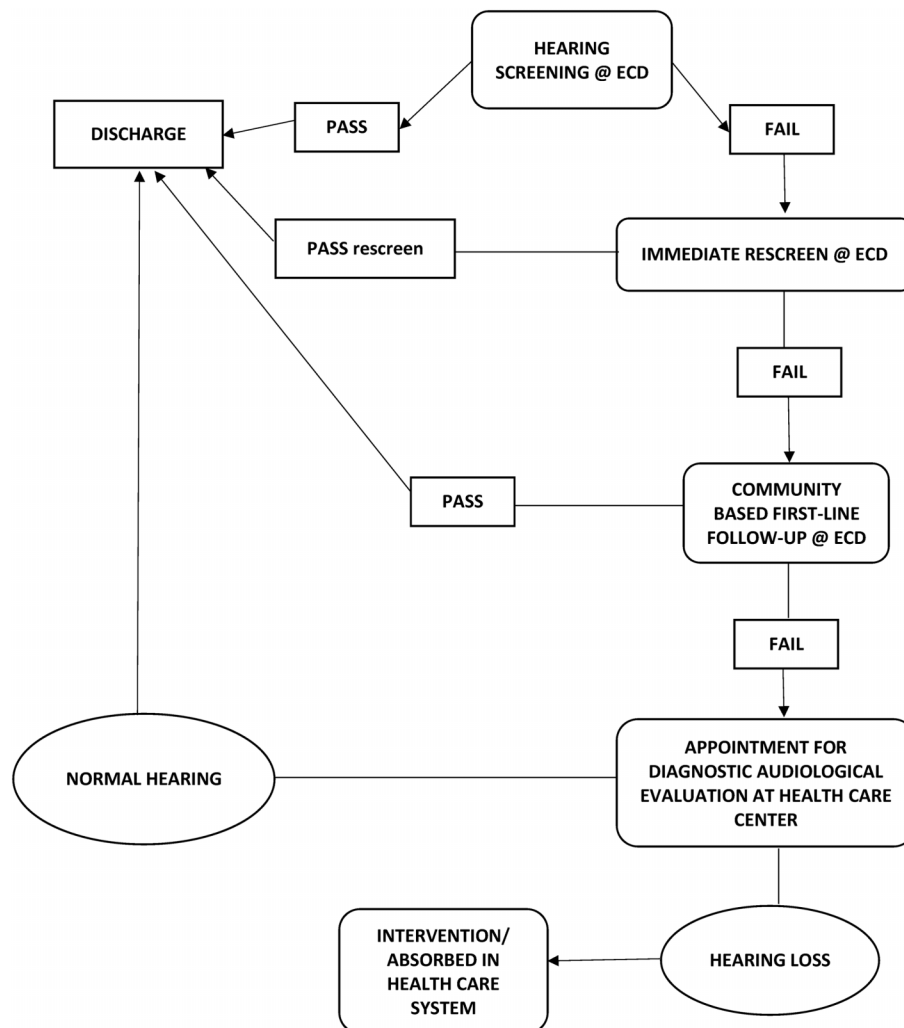 HEARING
SCREENING @ ECD
PASS
DISCHARGE
FAIL
PASS rescreen
IMMEDIATE RESCREEN @ ECD
FAIL
COMMUNITY
BASED FIRST-LINE
FOLLOW-UP @ ECD
PASS
FAIL
APPOINTMENT FOR
DIAGNOSTIC AUDIOLOGICAL
EVALUATION AT HEALTH CARE
CENTER
NORMAL HEARING
HEARING LOSS
INTERVENTION/
ABSORBED IN
HEALTH CARE
SYSTEM